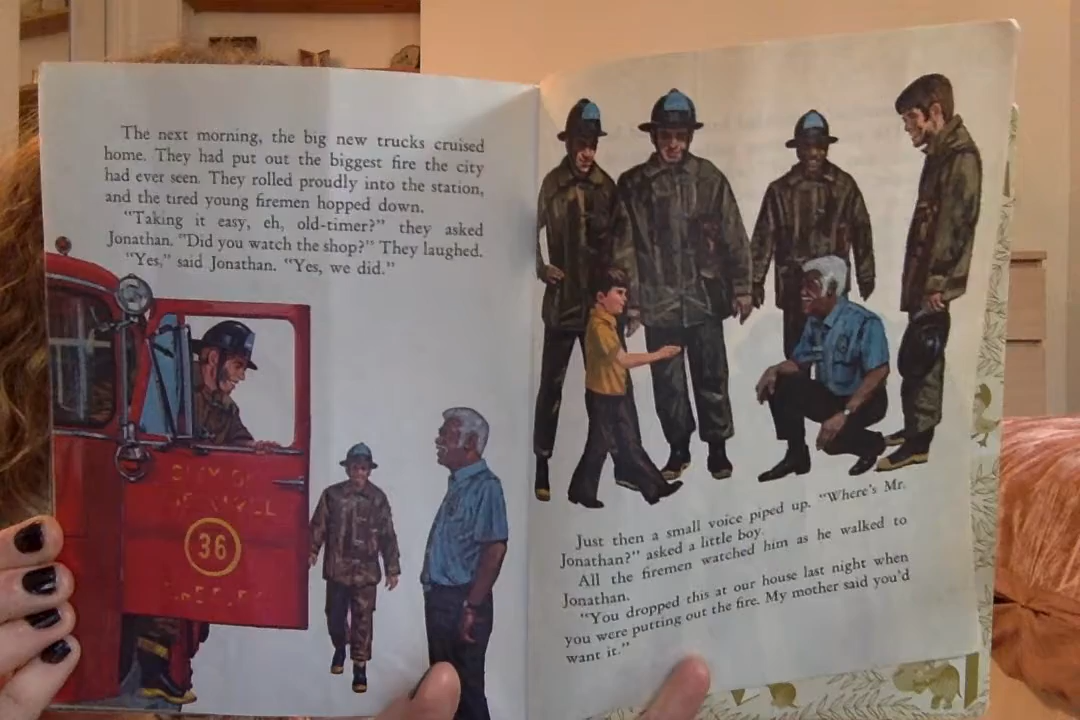 The next morning, the big new trucks cruised
home. They had put out the biggest fire the city
had ever seen. They rolled proudly into the station,
and the tired young firemen hopped down.
"Taking it easy, eh, old-timer?" they asked
Jonathan. "Did you watch the shop?" They laughed.
"Yes," said Jonathan. "Yes, we did."
36
Just then a small voice piped up. "Where's Mr.
Jonathan?" asked a little boy.
All the firemen watched him as he walked to
Jonathan.
"You dropped this at our house last night when
you were putting out the fire. My mother said you'd
want it."